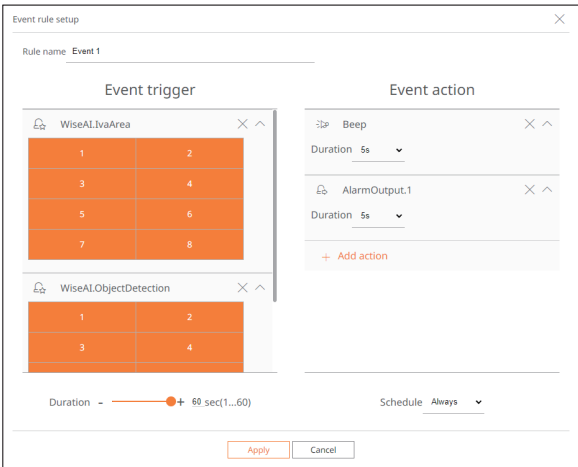 Event rule setup
Rule name Event 1
Event trigger
WiseAI.IvaArea
1 2
3 4
5 6
7 8
WiseAI.ObjectDetection
1 2
3 4
Duration - + 60 sec(1...60)
Event action
Beep
Duration 5s
AlarmOutput.1
Duration 5s
+ Add action
Schedule Always
Apply Cancel